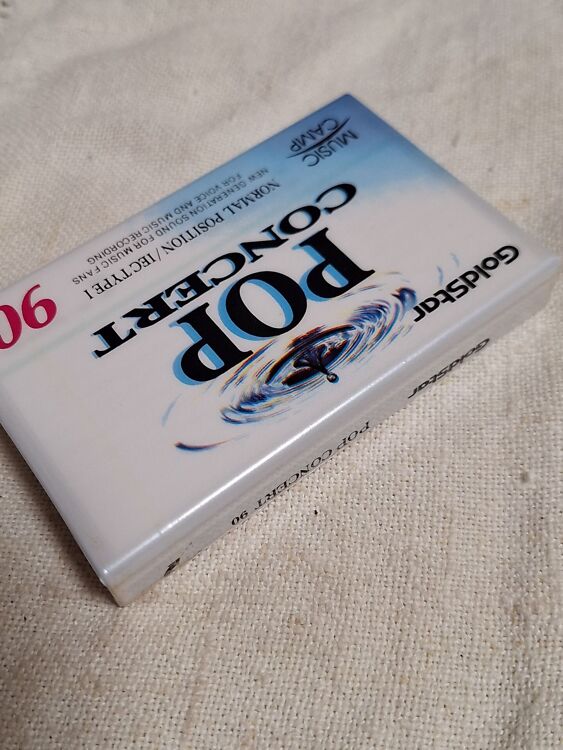 GoldStar
POP
CONCERT
NORMAL POSITION/IEC TYPE I
NEW GENERATION SOUND FOR MUSIC FANS
FOR VOICE AND MUSIC RECORDING
MUSIC
CAMP
90
GoldStar
POP CONCERT 90